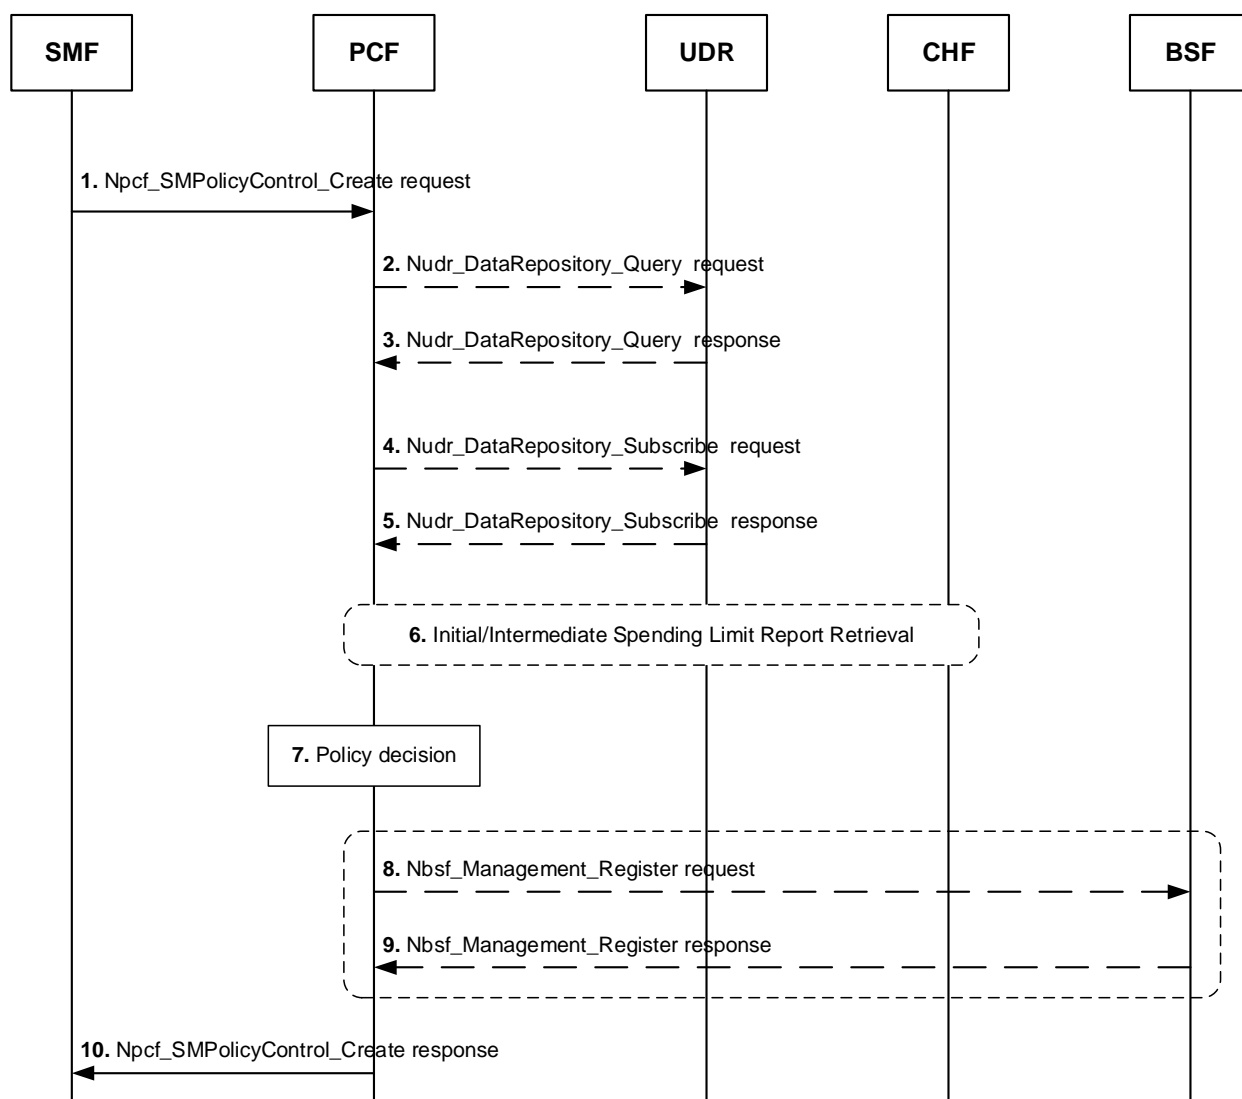 SMF PCF UDR CHF BSF
1. Npcf_SMPolicyControl_Create request
2. Nudr_DataRepository_Query request
3. Nudr_DataRepository_Query response
4. Nudr_DataRepository_Subscribe request
5. Nudr_DataRepository_Subscribe response
6. Initial/Intermediate Spending Limit Report Retrieval
7. Policy decision
8. Nbsf_Management_Register request
9. Nbsf_Management_Register response
10. Npcf_SMPolicyControl_Create response